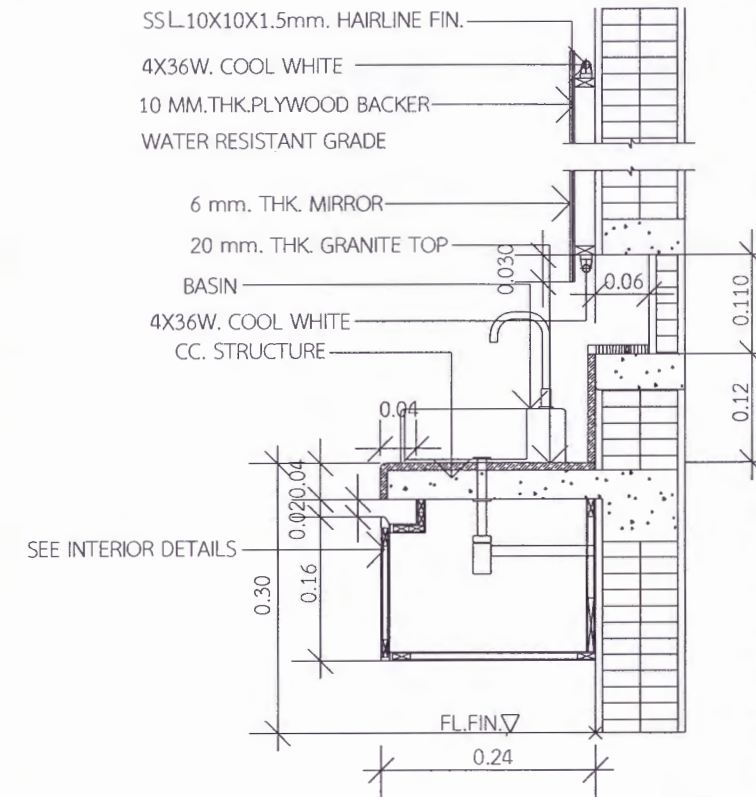 SS L 10X10X1.5mm. HAIRLINE FIN.
4X36W. COOL WHITE
10 MM.THK.PLYWOOD BACKER
WATER RESISTANT GRADE
6 mm. THK. MIRROR
20 mm. THK. GRANITE TOP
0.030
BASIN
0.06
0.110
4X36W. COOL WHITE
CC. STRUCTURE
0.12
0.04
0.04
0.02
SEE INTERIOR DETAILS
0.30
0.16
FL.FIN.
0.24